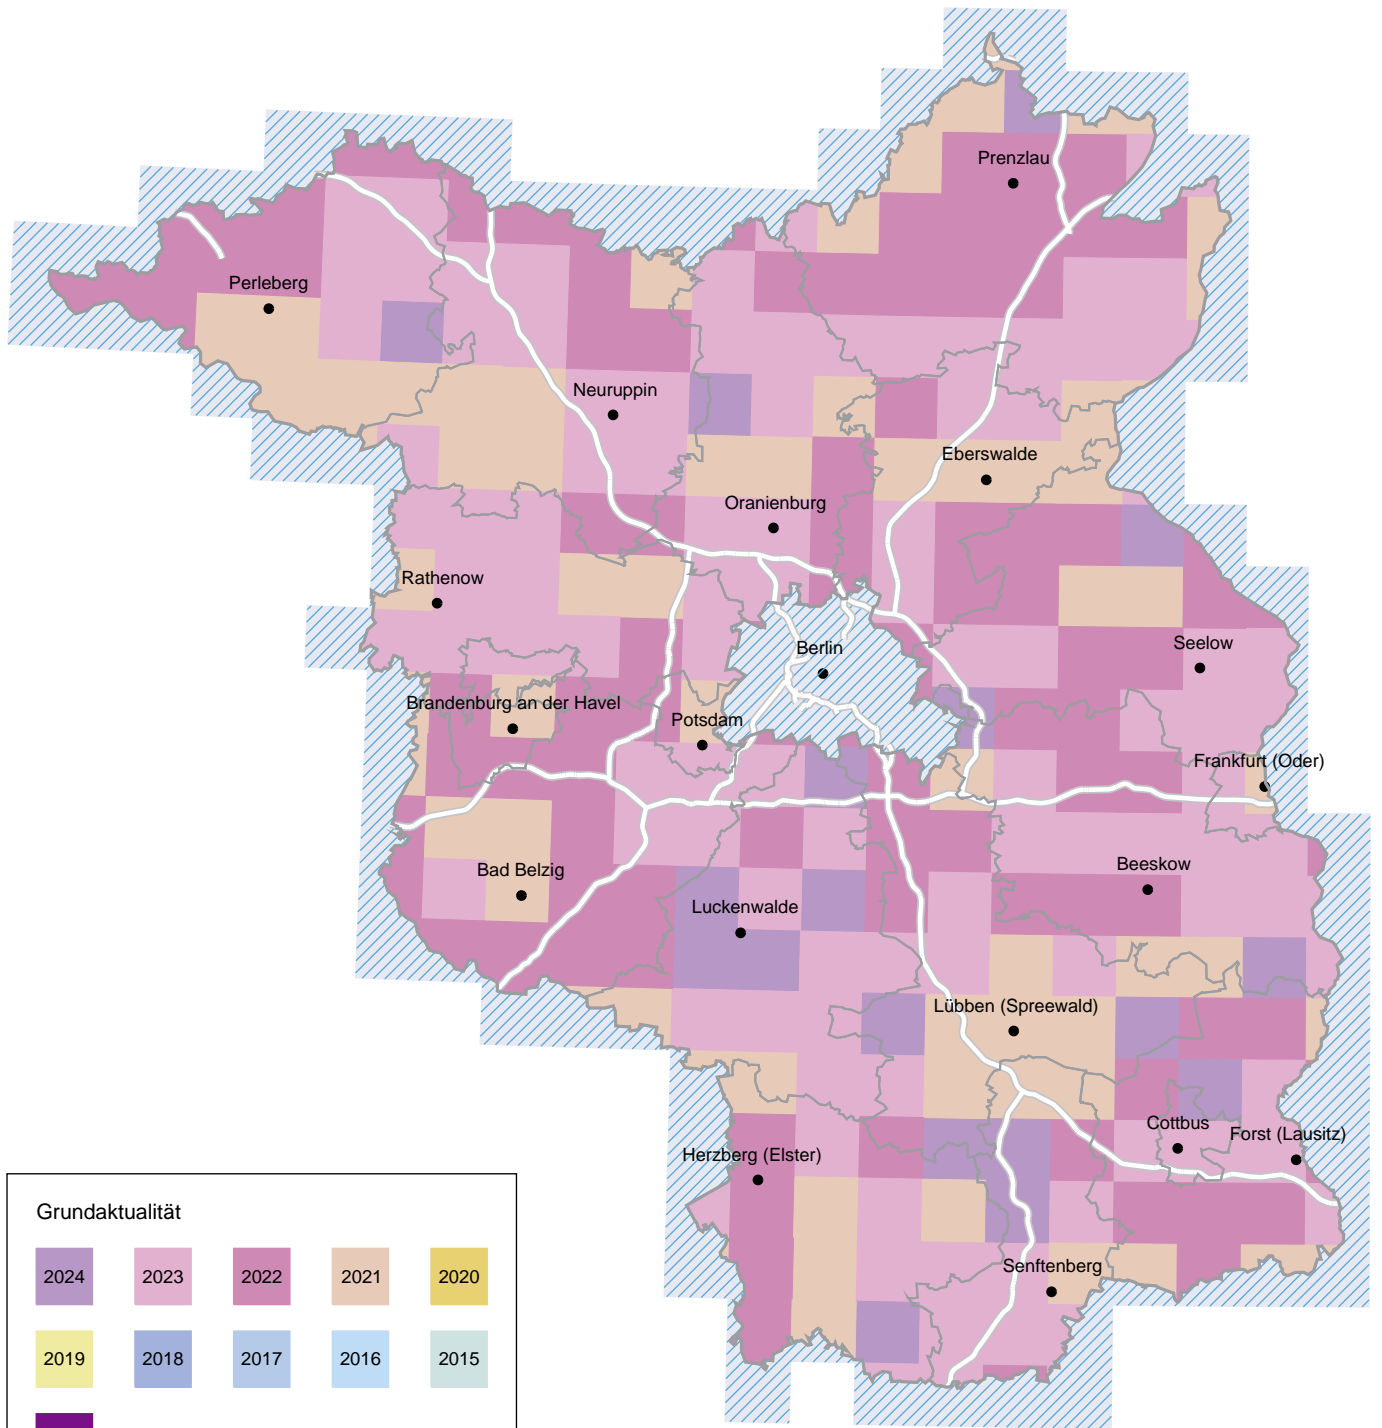 Prenzlau
Perleberg
Neuruppin
Eberswalde
Oranienburg
Rathenow
Berlin
Seelow
Brandenburg an der Havel
Potsdam
Frankfurt (Oder)
Bad Belzig
Beeskow
Luckenwalde
Lübben (Spreewald)
Cottbus
Forst (Lausitz)
Herzberg (Elster)
Senftenberg
Grundaktualität
2024 2023 2022 2021 2020
2019 2018 2017 2016 2015